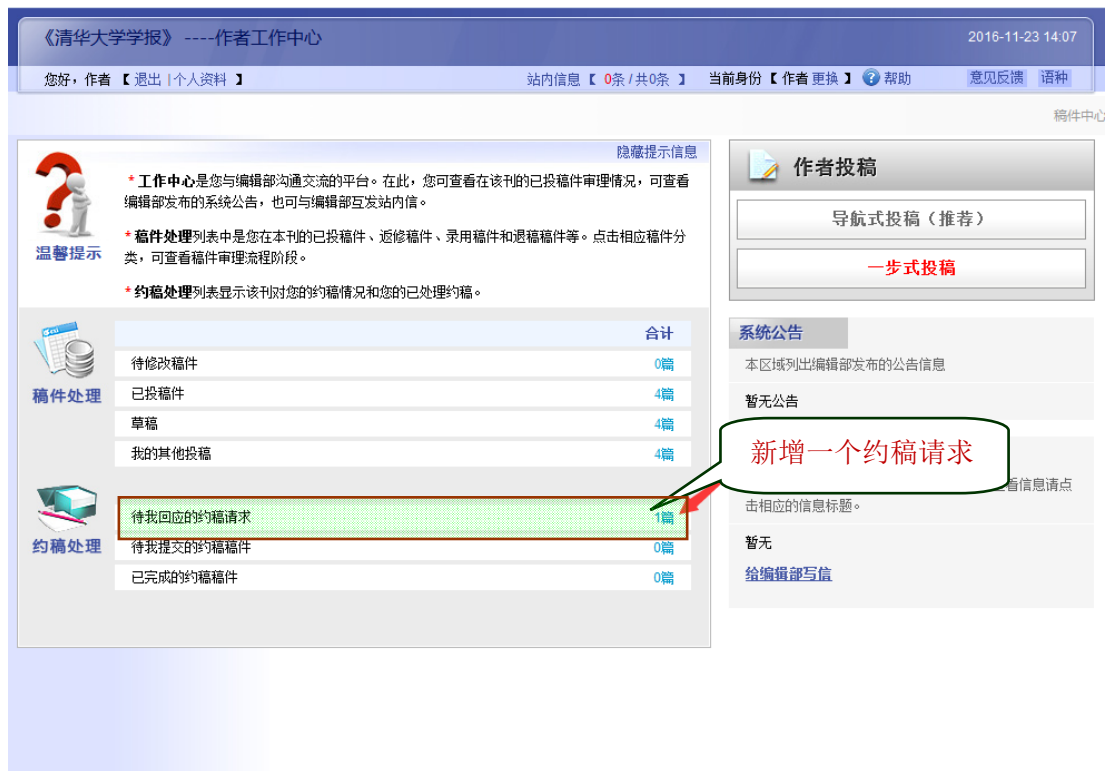 《清华大学学报》 ----作者工作中心
2016-11-23 14:07
您好，作者 【 退出 | 个人资料 】
站内信息【 0条/共0条 】 当前身份【 作者 更换 】 帮助 意见反馈 语种
稿件中心
隐藏提示信息
* 工作中心是您与编辑部沟通交流的平台。在此，您可查看在该刊的已投稿件审理情况，可查看
编辑部发布的系统公告，也可与编辑部互发站内信。
* 稿件处理列表中是您在本刊的已投稿件、返修稿件、录用稿件和退稿稿件等。点击相应稿件分
类，可查看稿件审理流程阶段。
* 约稿处理列表显示该刊对您的约稿情况和您的已处理约稿。
温馨提示
作者投稿
导航式投稿（推荐）
一步式投稿
稿件处理
合计
待修改稿件 0篇
已投稿件 4篇
草稿 4篇
我的其他投稿 4篇
约稿处理
待我回应的约稿请求 1篇
待我提交的约稿稿件 0篇
已完成的约稿稿件 0篇
系统公告
本区域列出编辑部发布的公告信息
暂无公告
新增一个约稿请求
看信息请点
击相应的信息标题。
暂无
给编辑部写信